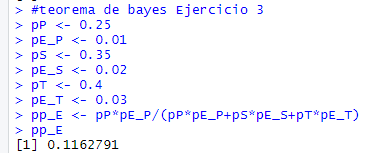 > #teorema de bayes Ejercicio 3
> pP <- 0.25
> pE_P <- 0.01
> pS <- 0.35
> pE_S <- 0.02
> pT <- 0.4
> pE_T <- 0.03
> pp_E <- pP*pE_P/(pP*pE_P+pS*pE_S+pT*pE_T)
> pp_E
[1] 0.1162791